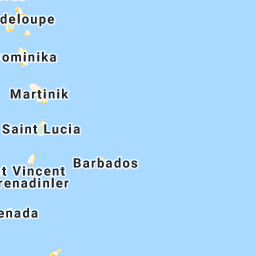 deloupe
ominika
Martinik
Saint Lucia
Barbados
t Vincent
renadinler
enada